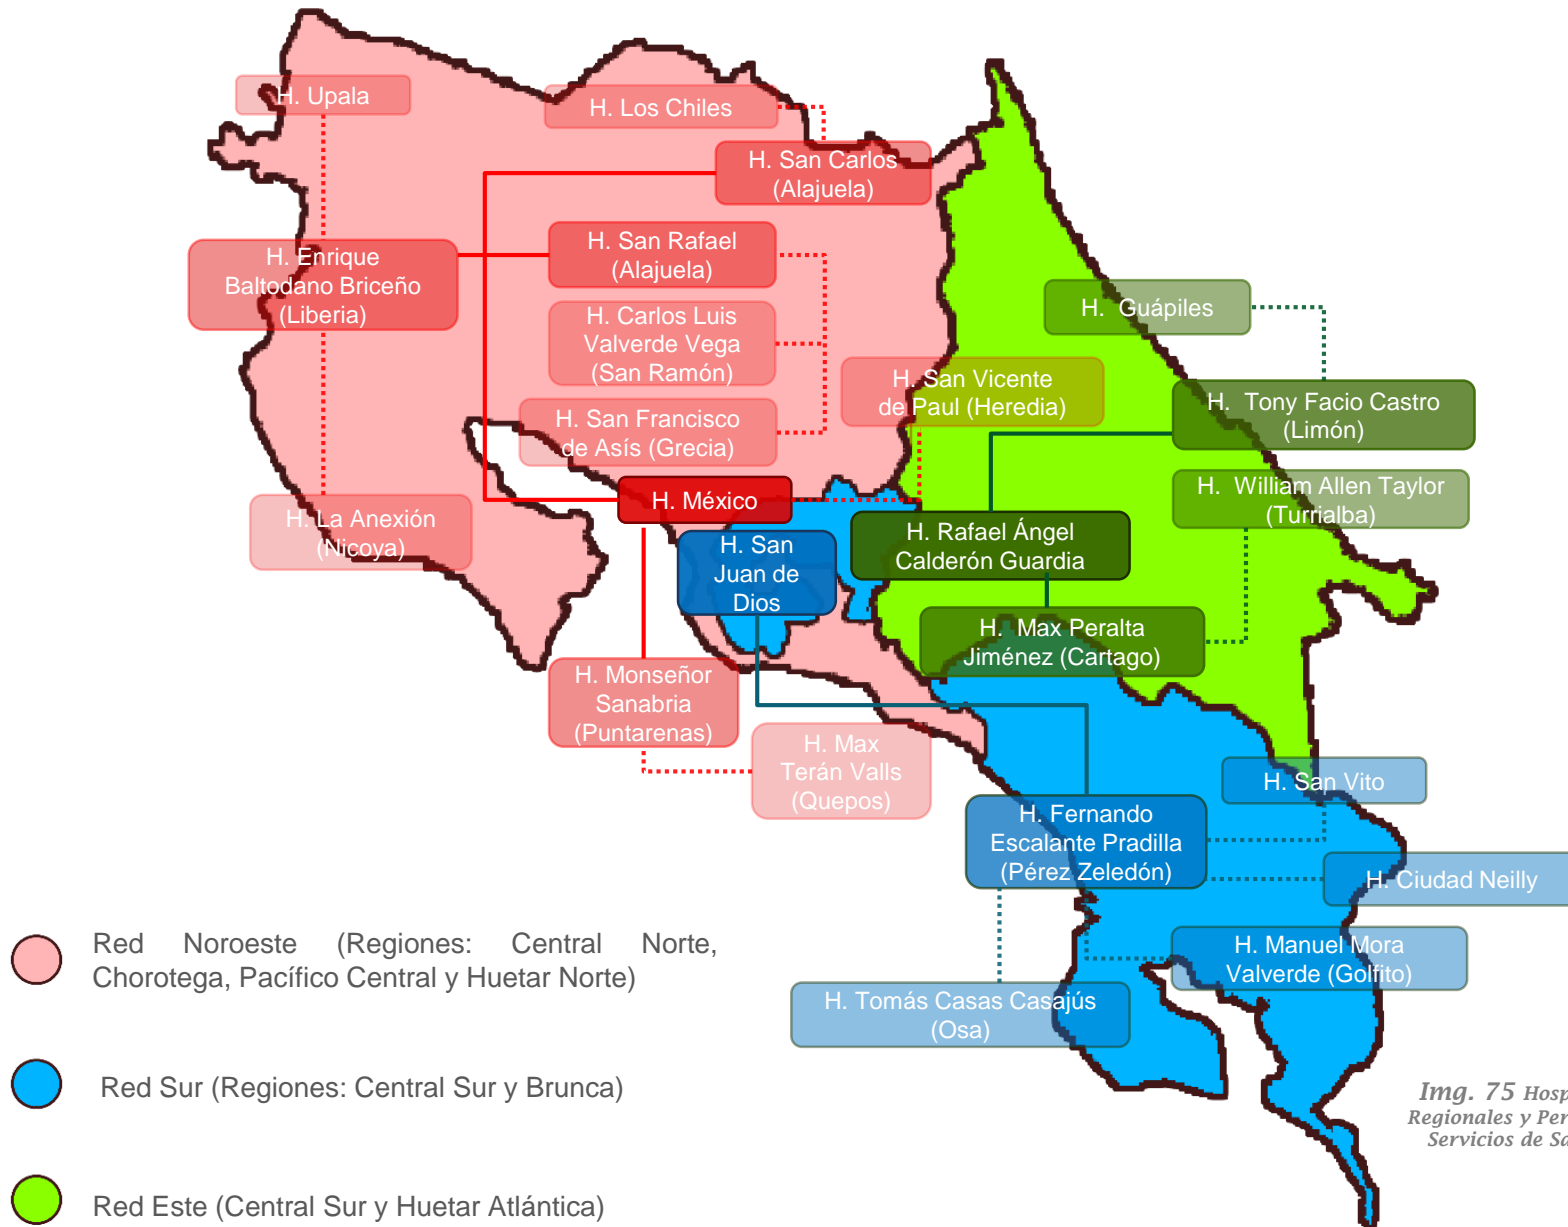 H. Upala
H. Los Chiles
H. San Carlos
(Alajuela)
H. San Rafael
(Alajuela)
H. Enrique
Baltodano Briceño
(Liberia)
H. Carlos Luis
Valverde Vega
(San Ramón)
H. San Francisco
de Asís (Grecia)
H. San Vicente
de Paul (Heredia)
H. Guápiles
H. Tony Facio Castro
(Limón)
H. William Allen Taylor
(Turrialba)
H. La Anexión
(Nicoya)
H. México
H. San
Juan de
Dios
H. Rafael Ángel
Calderón Guardia
H. Max Peralta
Jiménez (Cartago)
H. Monseñor
Sanabria
(Puntarenas)
H. Max
Terán Valls
(Quepos)
H. San Vito
H. Fernando
Escalante Pradilla
(Pérez Zeledón)
H. Ciudad Neilly
H. Manuel Mora
Valverde (Golfito)
H. Tomás Casas Casajús
(Osa)
Red Noroeste (Regiones: Central Norte,
Chorotega, Pacífico Central y Huetar Norte)
Red Sur (Regiones: Central Sur y Brunca)
Red Este (Central Sur y Huetar Atlántica)
Img. 75
Regionales y
Servicios de